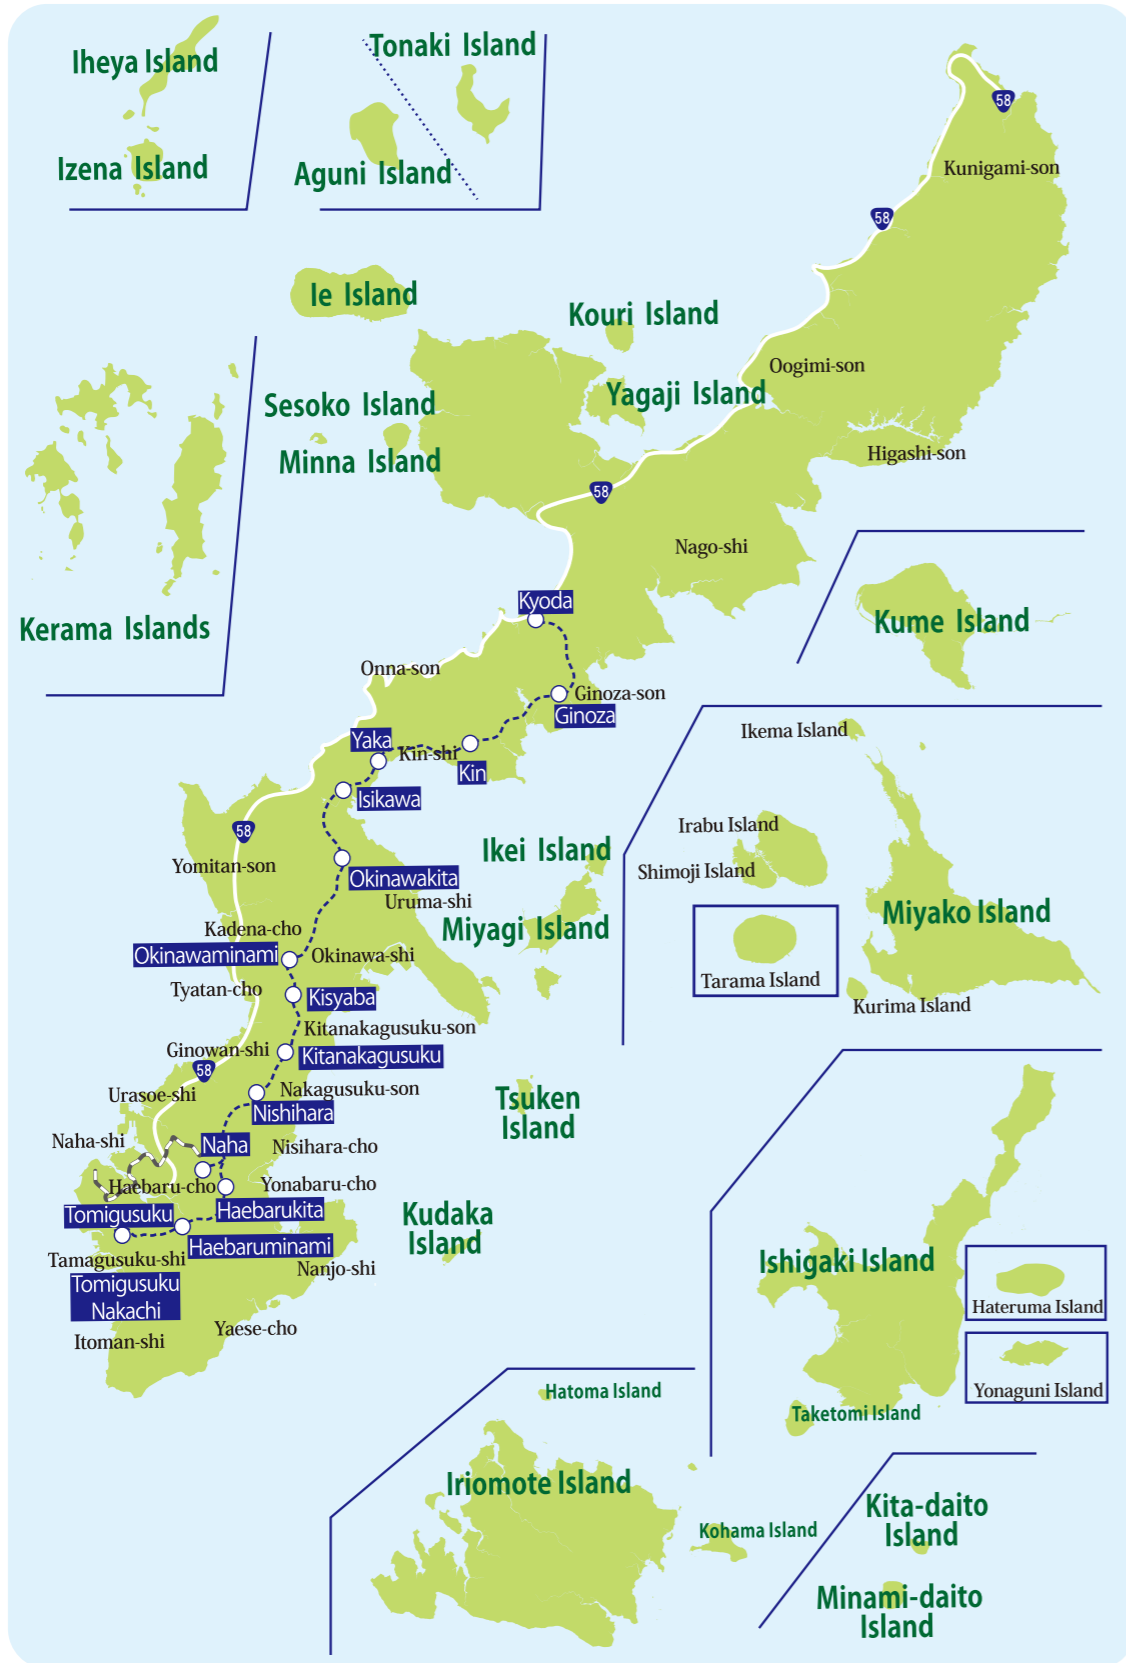 Iheya Island
Izena Island
Tonaki Island
Aguni Island
58
Kunigami-son
58
Ie Island
Kouri Island
Oogimi-son
Yagaji Island
Sesoko Island
Minna Island
Higashi-son
58
Nago-shi
Kerama Islands
Kyoda
Kume Island
Onna-son
Ginoza-son
Ginoza
Yaka
Kin-shi
Kin
Isikawa
Ikema Island
Irabu Island
Shimoji Island
Miyako Island
Tarama Island
Kurima Island
58
Yomitan-son
Ikei Island
Okinawakita
Uruma-shi
Miyagi Island
Kadena-cho
Okinawaminami
Okinawa-shi
Tyatan-cho
Kisyaba
Kitanakagusuku-son
Ginowan-shi
Kitanakagusuku
58
Urasoe-shi
Nakagusuku-son
Nishihara
Tsuken
Island
Naha-shi
Naha
Nisihara-cho
Haebaru-cho
Yonabaru-cho
Tomigusuku
Haebarukita
Kudaka
Island
Haebaruminami
Tamagusuku-shi
Nanjo-shi
Tomigusuku
Nakachi
Yaese-cho
Itoman-shi
Ishigaki Island
Hateruma Island
Yonaguni Island
Taketomi Island
Hatoma Island
Iriomote Island
Kohama Island
Kita-daito
Island
Minami-daito
Island